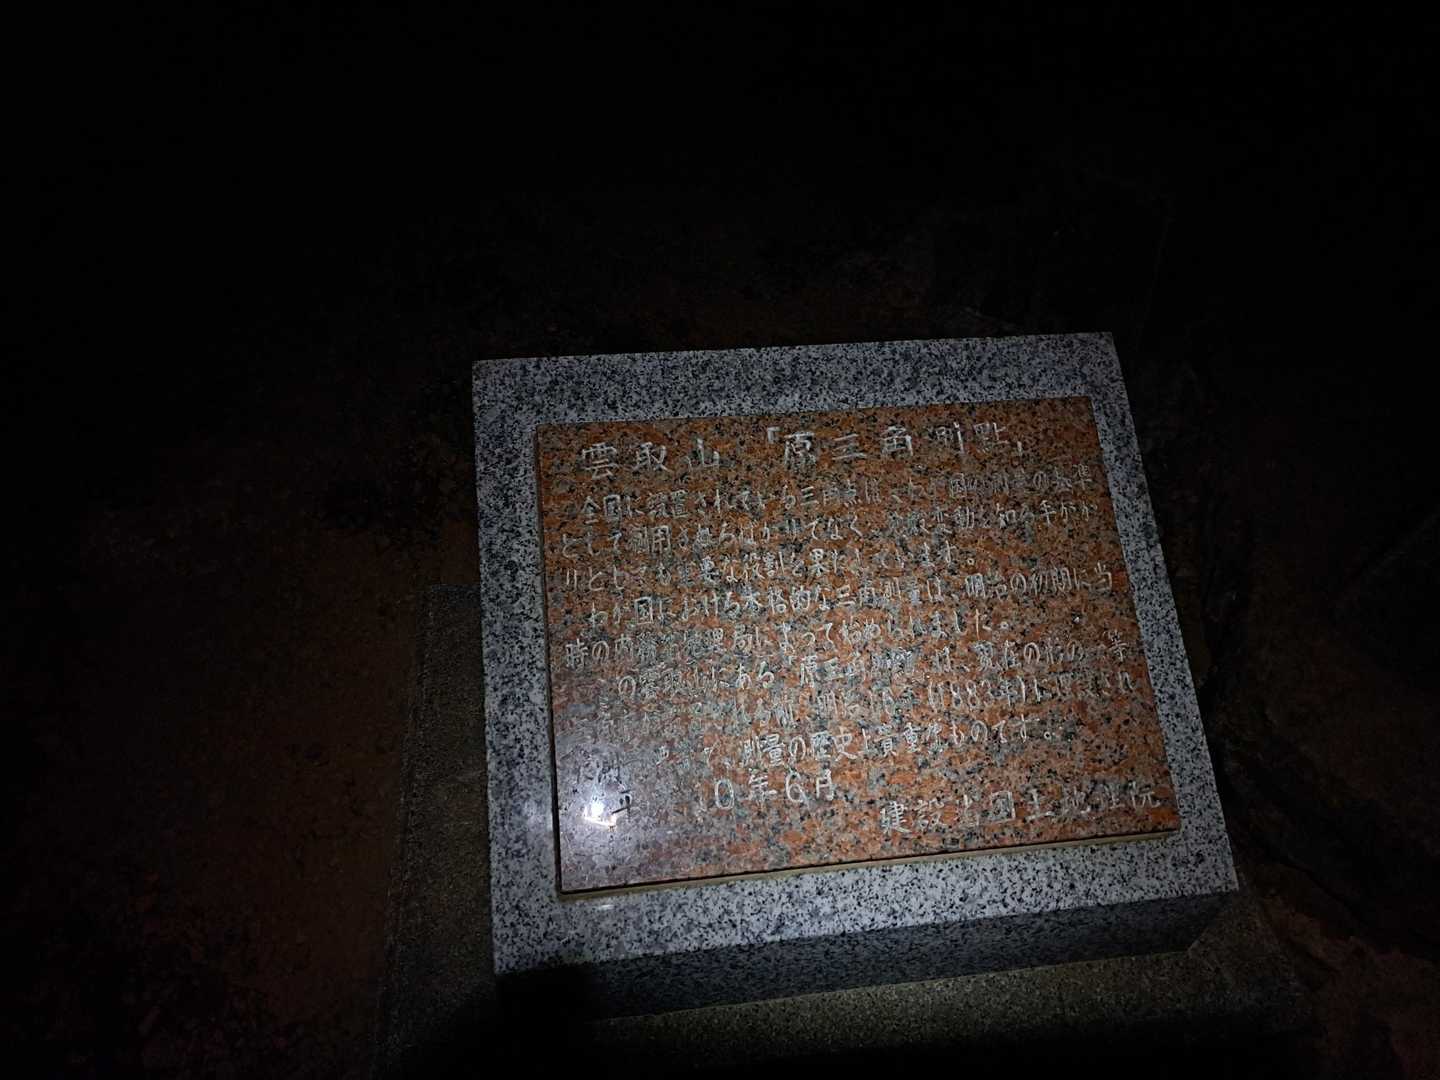 雲取山 「原三角測點」
全国に設置されている三角点は 測量の基準
として利用されるばかりでなく、 変動を知る手がか
りとしても重要な役割を果たしています。
わが国における本格的な三角測量は、明治の初期に当
時の内務省地理局によって始められました。
この雲取山にある「原三角測點」は、現在の一等
明治16年(1883年)に設置され
測量の歴史上貴重なものです。
0年6月
建設省国土地理院